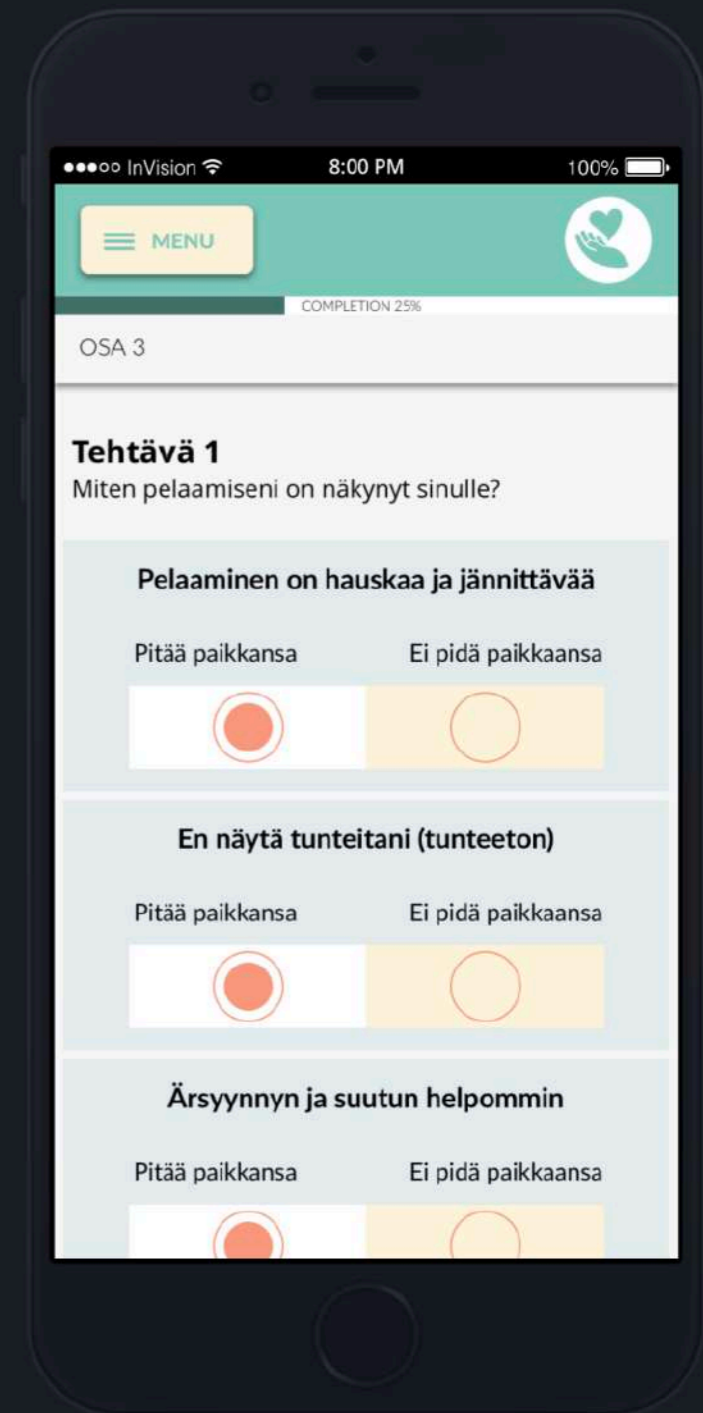 InVision 8:00 PM 100%
MENU
COMPLETION 25%
OSA 3
Tehtävä 1
Miten pelaamiseni on näkynyt sinulle?
Pelaaminen on hauskaa ja jännittävää
Pitää paikkansa Ei pidä paikkaansa
En näytä tunteitani (tunteeton)
Pitää paikkansa Ei pidä paikkaansa
Ärsyynnyn ja suutun helpommin
Pitää paikkansa Ei pidä paikkaansa